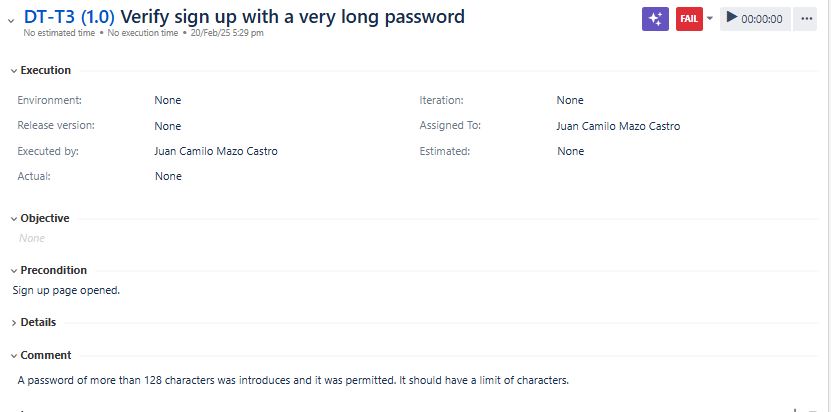 DT-T3 (1.0) Verify sign up with a very long password
FAIL
00:00:00
No estimated time • No execution time • 20/Feb/25 5:29 pm
Execution
Environment: None Iteration: None
Release version: None Assigned To: Juan Camilo Mazo Castro
Executed by: Juan Camilo Mazo Castro Estimated: None
Actual: None
Objective
None
Precondition
Sign up page opened.
Details
Comment
A password of more than 128 characters was introduces and it was permitted. It should have a limit of characters.